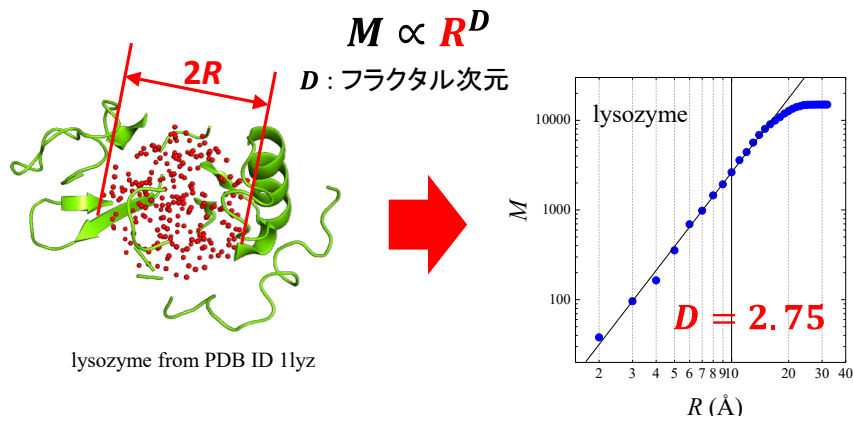 M ∝ R^D
D : フラクタル次元
2R
lysozyme from PDB ID 1lyz
lysozyme
10000
1000
100
M
D = 2.75
2 3 4 5 6 7 8 9 10 20 30 40
R (Å)